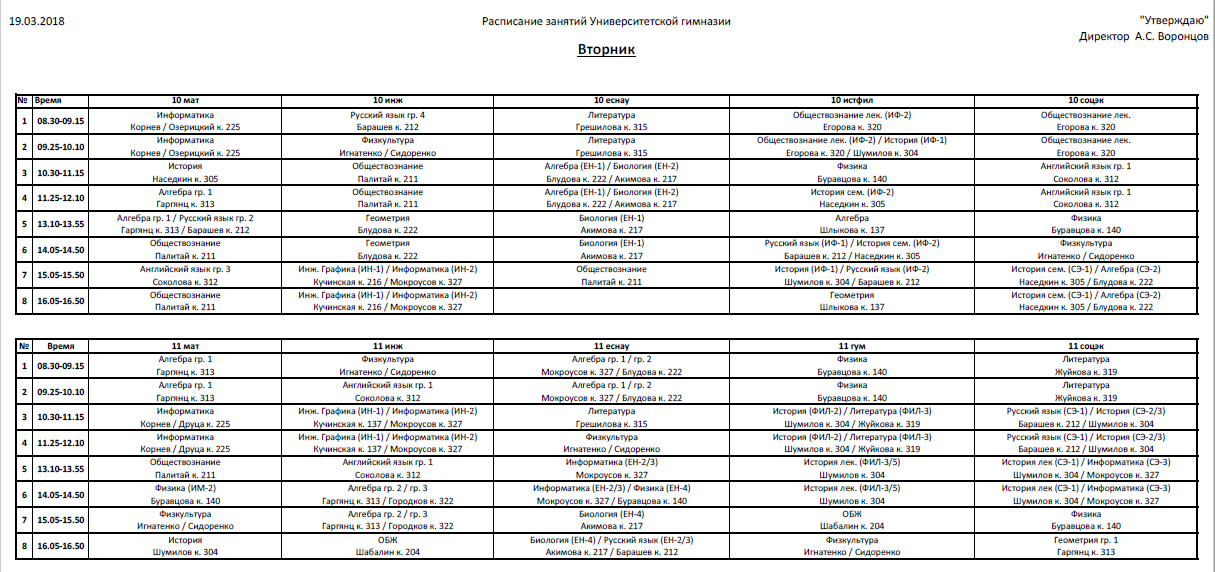 19.03.2018 Расписание занятий Университетской гимназии "Утверждаю"
Директор А.С. Воронцов
Вторник
№ Время 10 мат 10 инж 10 еснау 10 истфил 10 соцэк
1 08.30-09.15 Информатика Русский язык гр. 4 Литература Обществознание лек. (ИФ-2) Обществознание лек.
Корнев / Озерицкий к. 225 Барашев к. 212 Грешилова к. 315 Егорова к. 320 Егорова к. 320
2 09.25-10.10 Информатика Физкультура Литература Обществознание лек. (ИФ-2) / История (ИФ-1) Обществознание лек.
Корнев / Озерицкий к. 225 Игнатенко / Сидоренко Грешилова к. 315 Егорова к. 320 / Шумилов к. 304 Егорова к. 320
3 10.30-11.15 История Обществознание Алгебра (ЕН-1) / Биология (ЕН-2) Физика Английский язык гр. 1
Наседкин к. 305 Палитай к. 211 Блудова к. 222 / Акимова к. 217 Буравцова к. 140 Соколова к. 312
4 11.25-12.10 Алгебра гр. 1 Обществознание Алгебра (ЕН-1) / Биология (ЕН-2) История сем. (ИФ-2) Английский язык гр. 1
Гаргянц к. 313 Палитай к. 211 Блудова к. 222 / Акимова к. 217 Наседкин к. 305 Соколова к. 312
5 13.10-13.55 Алгебра гр. 1 / Русский язык гр. 2 Геометрия Биология (ЕН-1) Алгебра Физика
Гаргянц к. 313 / Барашев к. 212 Блудова к. 222 Акимова к. 217 Шлыкова к. 137 Буравцова к. 140
6 14.05-14.50 Обществознание Геометрия Биология (ЕН-1) Русский язык (ИФ-1) / История сем. (ИФ-2) Физкультура
Палитай к. 211 Блудова к. 222 Акимова к. 217 Барашев к. 212 / Наседкин к. 305 Игнатенко / Сидоренко
7 15.05-15.50 Английский язык гр. 3 Инж. Графика (ИН-1) / Информатика (ИН-2) Обществознание История (ИФ-1) / Русский язык (ИФ-2) История сем. (СЭ-1) / Алгебра (СЭ-2)
Соколова к. 312 Кучинская к. 216 / Мокроусов к. 327 Палитай к. 211 Шумилов к. 304 / Барашев к. 212 Наседкин к. 305 / Блудова к. 222
8 16.05-16.50 Обществознание Инж. Графика (ИН-1) / Информатика (ИН-2) Геометрия История сем. (СЭ-1) / Алгебра (СЭ-2)
Палитай к. 211 Кучинская к. 216 / Мокроусов к. 327 Шлыкова к. 137 Наседкин к. 305 / Блудова к. 222
№ Время 11 мат 11 инж 11 еснау 11 гум 11 соцэк
1 08.30-09.15 Алгебра гр. 1 Физкультура Алгебра гр. 1 / гр. 2 Физика Литература
Гаргянц к. 313 Игнатенко / Сидоренко Мокроусов к. 327 / Блудова к. 222 Буравцова к. 140 Жуйкова к. 319
2 09.25-10.10 Алгебра гр. 1 Английский язык гр. 1 Алгебра гр. 1 / гр. 2 Физика Литература
Гаргянц к. 313 Соколова к. 312 Мокроусов к. 327 / Блудова к. 222 Буравцова к. 140 Жуйкова к. 319
3 10.30-11.15 Информатика Инж. Графика (ИН-1) / Информатика (ИН-2) Литература История (ФИЛ-2) / Литература (ФИЛ-3) Русский язык (СЭ-1) / История (СЭ-2/3)
Корнев / Друца к. 225 Кучинская к. 137 / Мокроусов к. 327 Грешилова к. 315 Шумилов к. 304 / Жуйкова к. 319 Барашев к. 212 / Шумилов к. 304
4 11.25-12.10 Информатика Инж. Графика (ИН-1) / Информатика (ИН-2) Физкультура История (ФИЛ-2) / Литература (ФИЛ-3) Русский язык (СЭ-1) / История (СЭ-2/3)
Корнев / Друца к. 225 Кучинская к. 137 / Мокроусов к. 327 Игнатенко / Сидоренко Шумилов к. 304 / Жуйкова к. 319 Барашев к. 212 / Шумилов к. 304
5 13.10-13.55 Обществознание Английский язык гр. 1 Информатика (ЕН-2/3) История лек. (ФИЛ-3/5) История лек (СЭ-1) / Информатика (СЭ-3)
Палитай к. 211 Соколова к. 312 Мокроусов к. 327 Шумилов к. 304 Шумилов к. 304 / Мокроусов к. 327
6 14.05-14.50 Физика (ИМ-2) Алгебра гр. 2 / гр. 3 Информатика (ЕН-2/3) / Физика (ЕН-4) История лек. (ФИЛ-3/5) История лек (СЭ-1) / Информатика (СЭ-3)
Буравцова к. 140 Гаргянц к. 313 / Городков к. 322 Мокроусов к. 327 / Буравцова к. 140 Шумилов к. 304 Шумилов к. 304 / Мокроусов к. 327
7 15.05-15.50 Физкультура Алгебра гр. 2 / гр. 3 Биология (ЕН-4) ОБЖ Физика
Игнатенко / Сидоренко Гаргянц к. 313 / Городков к. 322 Акимова к. 217 Шабалин к. 204 Буравцова к. 140
8 16.05-16.50 История ОБЖ Биология (ЕН-4) / Русский язык (ЕН-2/3) Физкультура Геометрия гр. 1
Шумилов к. 304 Шабалин к. 204 Акимова к. 217 / Барашев к. 212 Игнатенко / Сидоренко Гаргянц к. 313